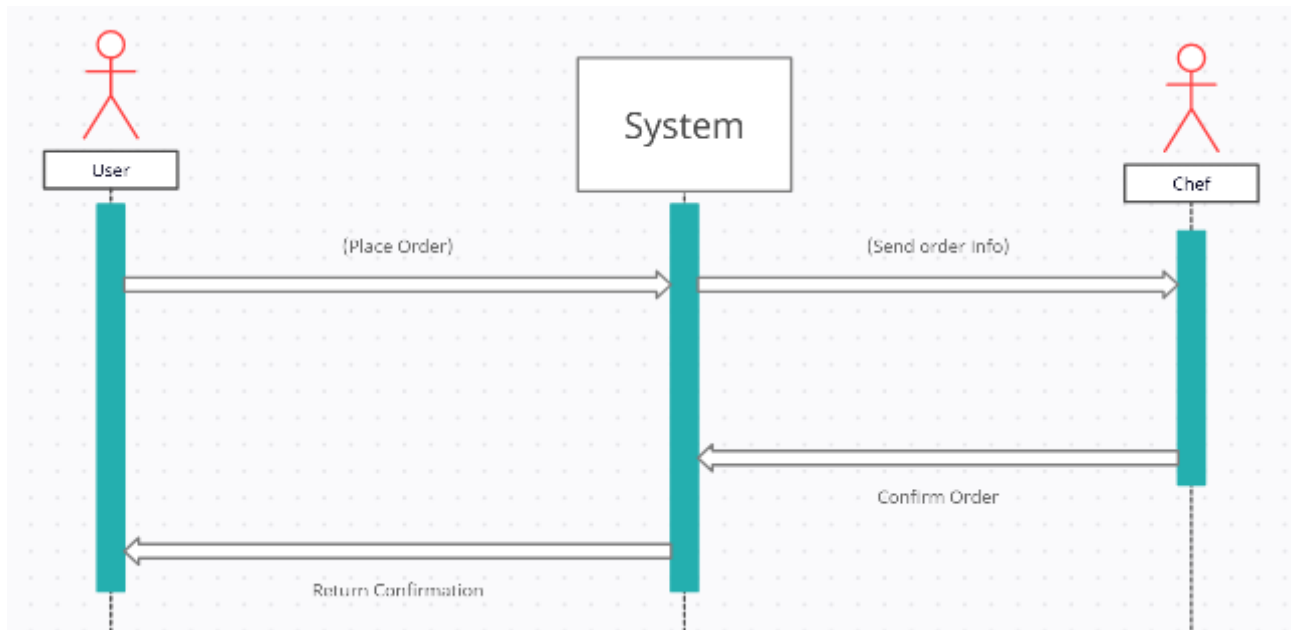 System
User
Chef
(Place Order)
(Send order Info)
Confirm Order
Return Confirmation